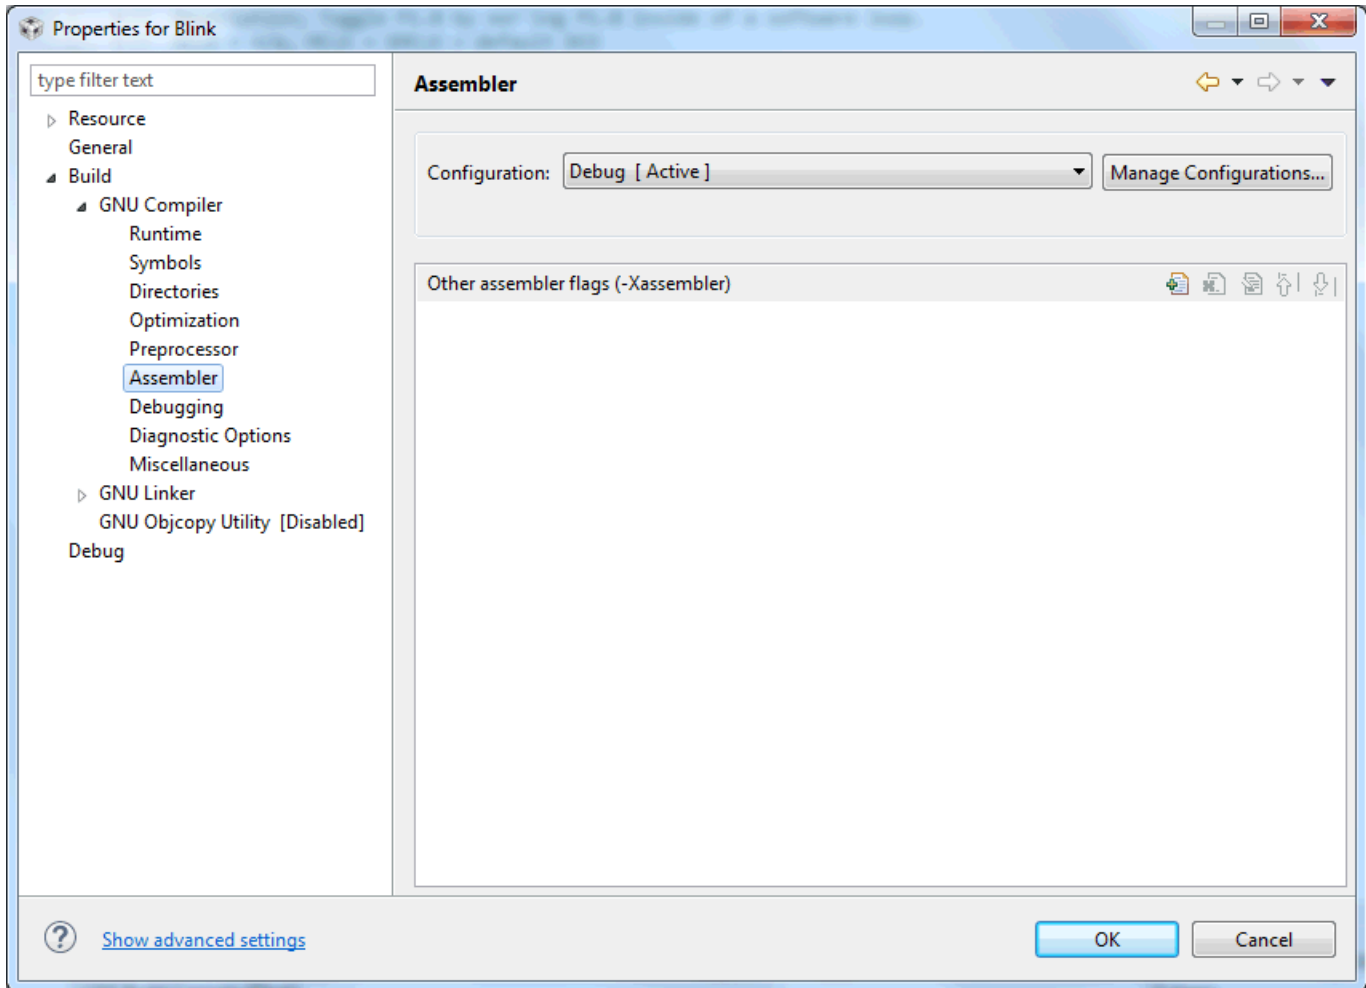 Properties for Blink
type filter text
Resource
General
Build
GNU Compiler
Runtime
Symbols
Directories
Optimization
Preprocessor
Assembler
Debugging
Diagnostic Options
Miscellaneous
GNU Linker
GNU Objcopy Utility [Disabled]
Debug
Assembler
Configuration: Debug [ Active ] Manage Configurations...
Other assembler flags (-Xassembler)
Show advanced settings
OK Cancel